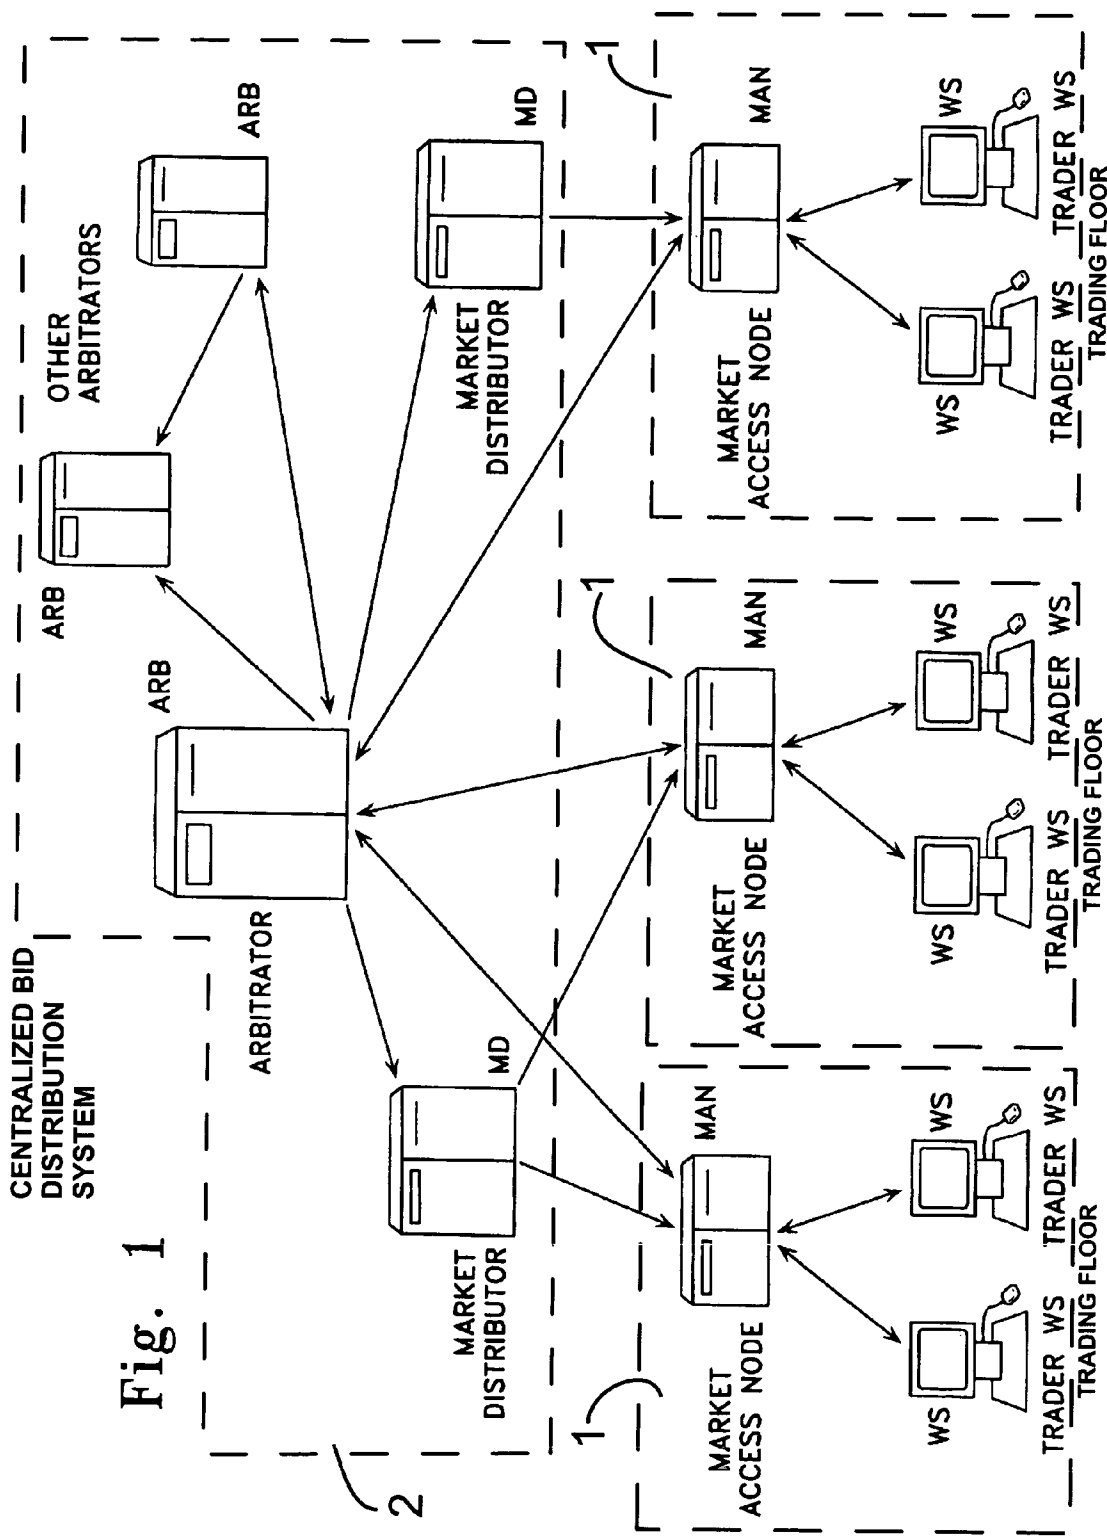 Fig. 1
CENTRALIZED BID
DISTRIBUTION
SYSTEM
2
ARBITRATOR
ARB
ARB
OTHER
ARBITRATORS
ARB
MARKET
DISTRIBUTOR
MD
MARKET
DISTRIBUTOR
MD
1
MARKET
ACCESS NODE
MAN
WS
WS
TRADER WS
TRADER WS
TRADING FLOOR
1
MARKET
ACCESS NODE
MAN
WS
WS
TRADER WS
TRADER WS
TRADING FLOOR
1
MARKET
ACCESS NODE
MAN
WS
WS
TRADER WS
TRADER WS
TRADING FLOOR